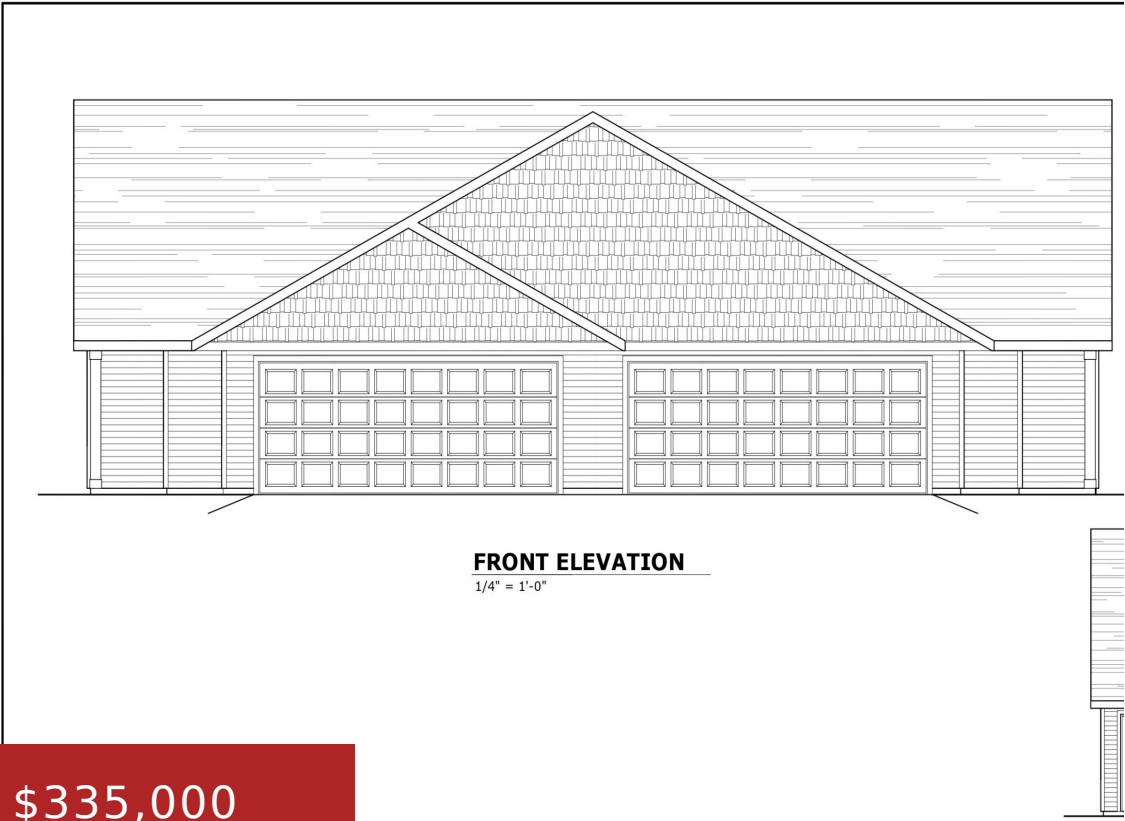 FRONT ELEVATION
1/4" = 1'-0"
$335,000